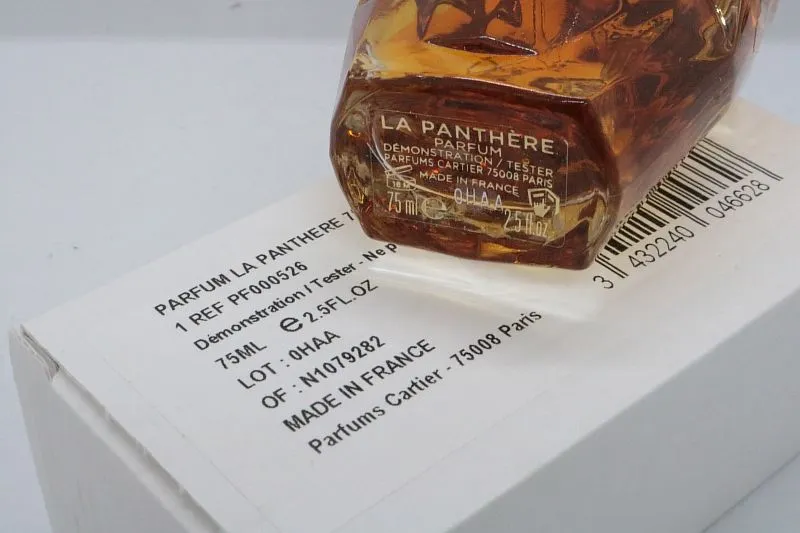 LA PANTHÈRE
PARFUM
DÉMONSTRATION / TESTER
PARFUMS CARTIER 75008 PARIS
MADE IN FRANCE
18 M
0HAA
75 ml e 2.5 fl.oz
PARFUM LA PANTHERE 7
1 REF PF000526
Démonstration / Tester - Ne p
75ML e 2.5FL.OZ
LOT : 0HAA
OF : N1079282
MADE IN FRANCE
Parfums Cartier - 75008 Paris
3 432240 046628